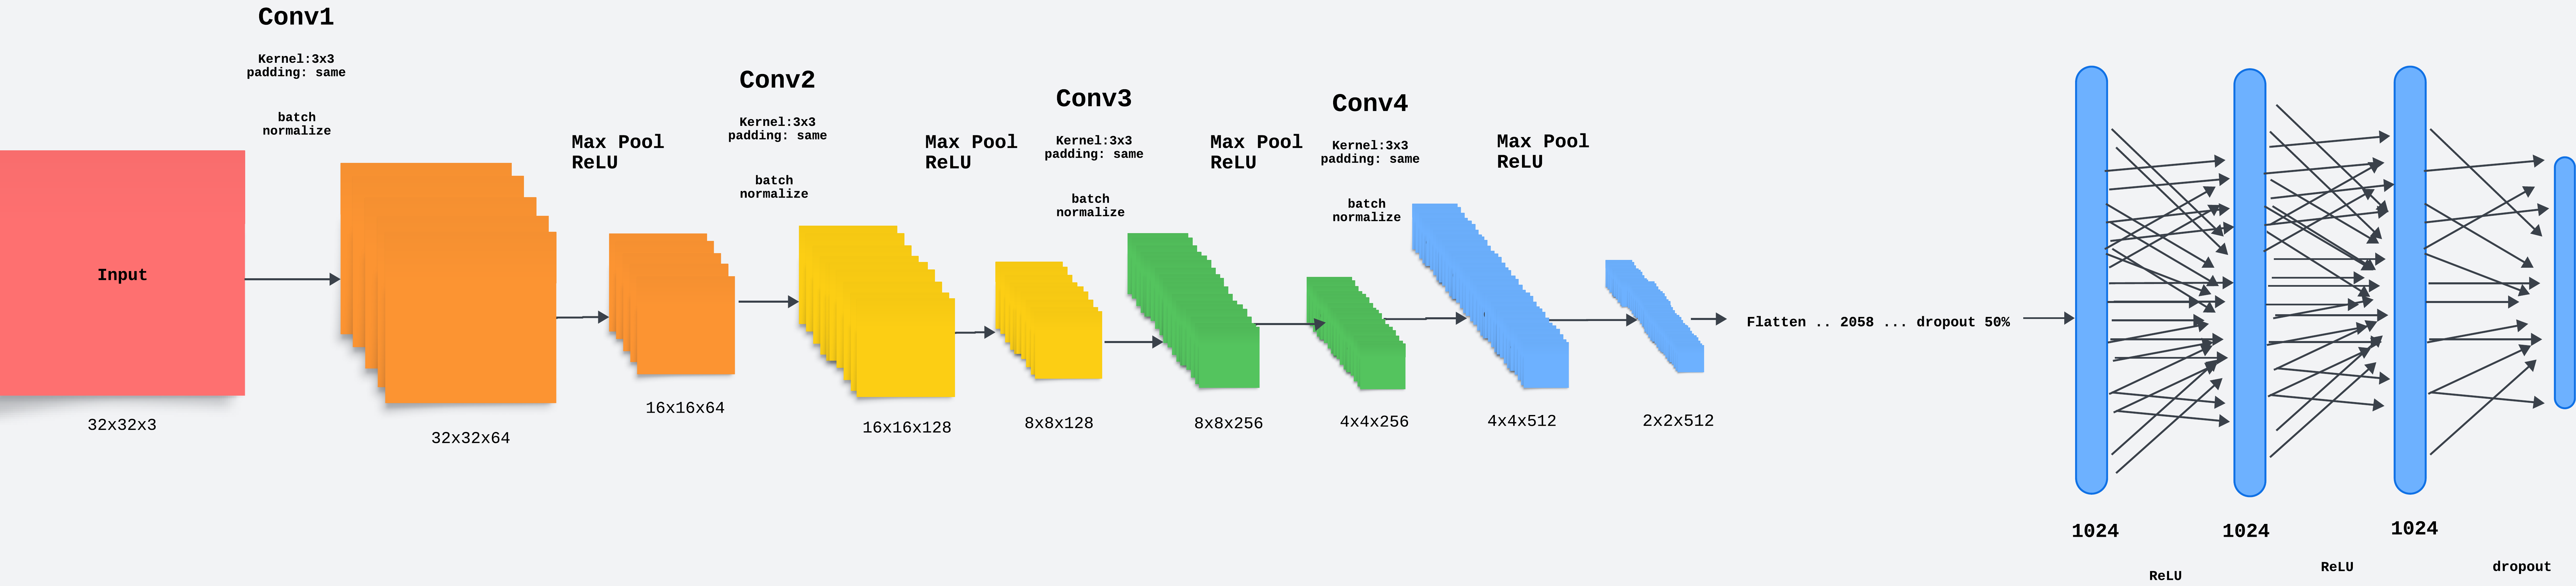 Conv1
Kernel:3x3
padding: same
batch
normalize
Input
32x32x3
32x32x64
Max Pool
ReLU
16x16x64
Conv2
Kernel:3x3
padding: same
batch
normalize
16x16x128
Max Pool
ReLU
8x8x128
Conv3
Kernel:3x3
padding: same
batch
normalize
8x8x256
Max Pool
ReLU
4x4x256
Conv4
Kernel:3x3
padding: same
batch
normalize
4x4x512
Max Pool
ReLU
2x2x512
Flatten .. 2058 ... dropout 50%
1024
1024
1024
ReLU
ReLU
dropout